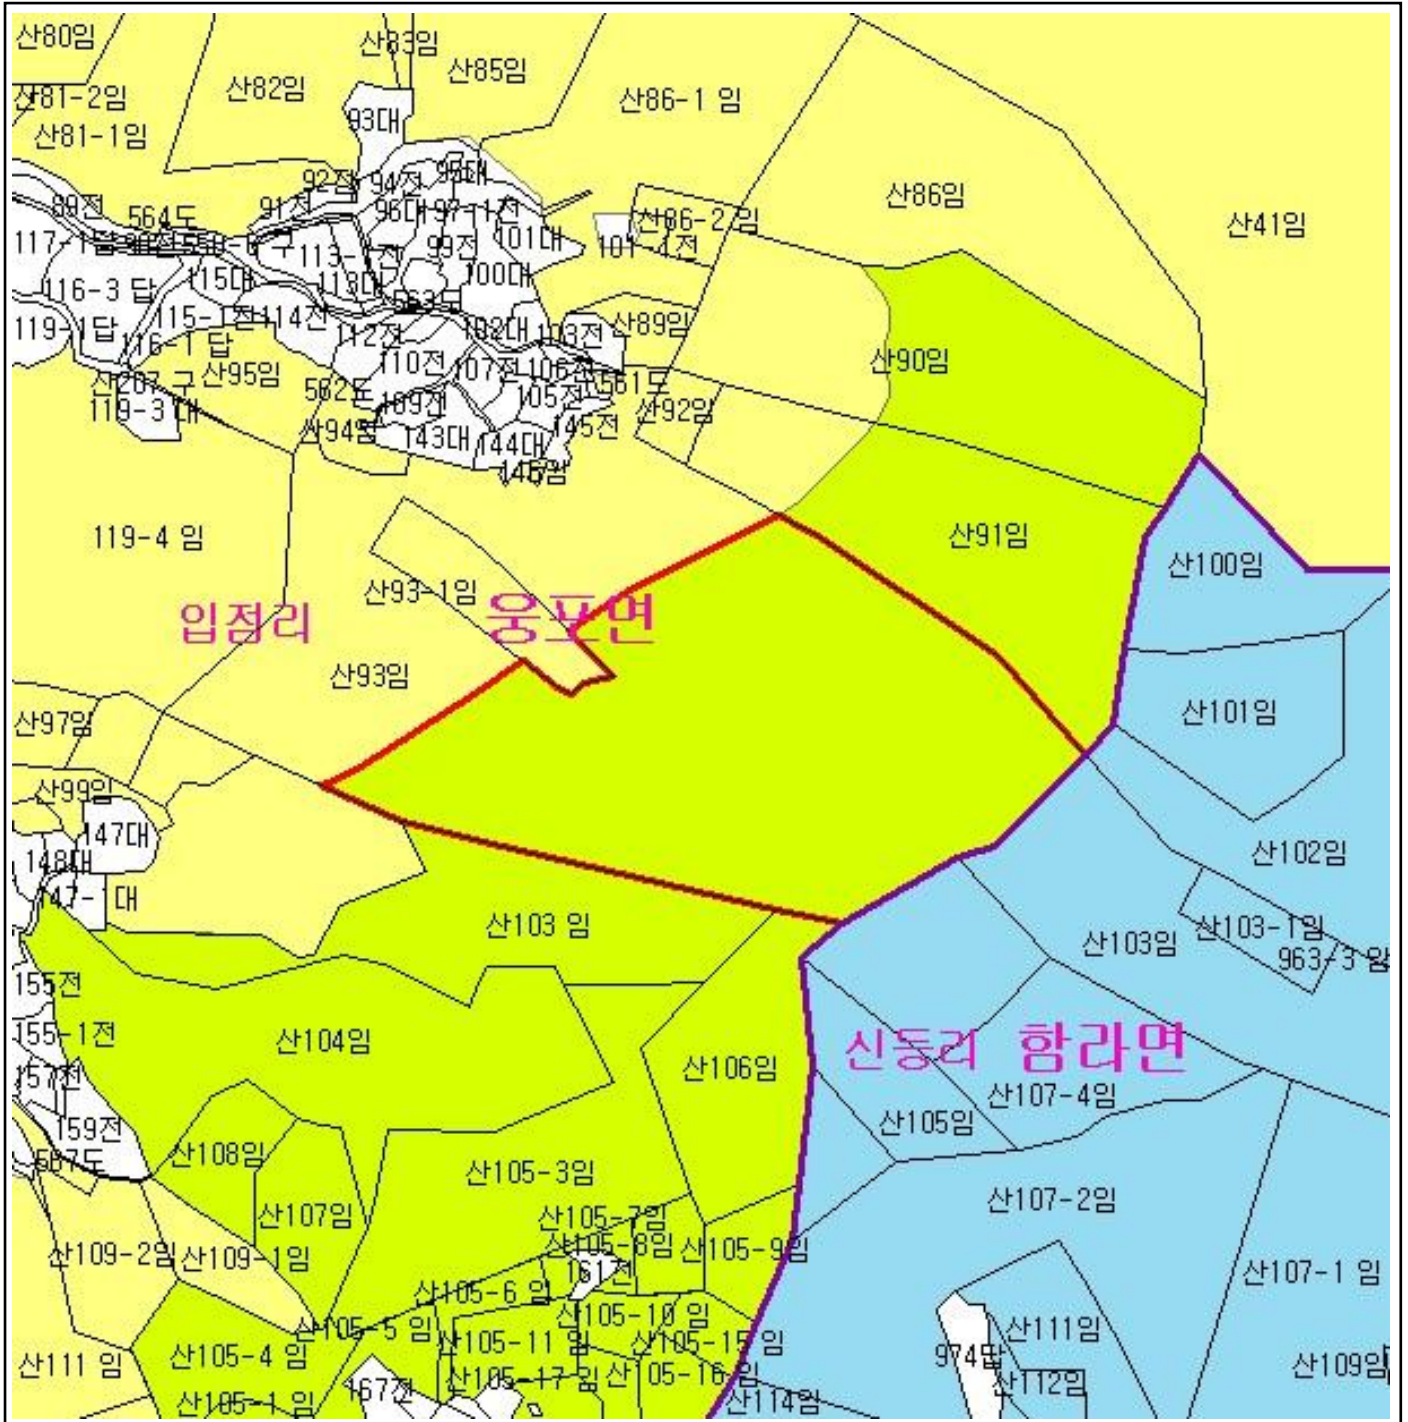 산80임
산83임
산85임
산82임
산81-2임
산86-1 임
93대
산81-1임
92전
94전
95대
산86임
89전
91전
564도
96대
97-1전
산86-2 임
산41임
117-1답
113-1전
99전
101대
101-4전
116-3 답
115대
113대
100대
115-1전
114전
119-1답
112전
102대
103전
산89임
116-1 답
110전
107전
106전
산90임
산207 구
산95임
562도
109전
105전
561도
119-3 대
산94임
143대
144대
145전
산92임
146임
119-4 임
산91임
산100임
산93-1임
입점리
웅포면
산93임
산97임
산101임
산99임
147대
148대
산102임
147-1 대
산103 임
산103임
산103-1임
963-3 임
155전
155-1전
산104임
신등리
함라면
157전
산106임
산107-4임
159전
산105임
567도
산108임
산105-3임
산107-2임
산107임
산105-7임
산109-2임
산109-1임
산105-8임
산105-9임
161전
산107-1 임
산105-6 임
산105-10 임
산105-5 임
산105-11 임
산105-15 임
산111임
산111 임
산105-4 임
974답
산109임
산105-17 임
산105-16 임
산112임
167전
산105-1 임
산114임